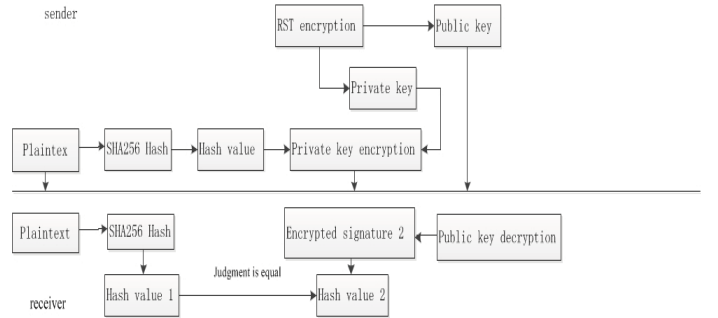 sender
RST encryption
Public key
Private key
Plaintex
SHA256 Hash
Hash value
Private key encryption
Plaintext
SHA256 Hash
Encrypted signature 2
Public key decryption
Judgment is equal
Hash value 1
Hash value 2
receiver